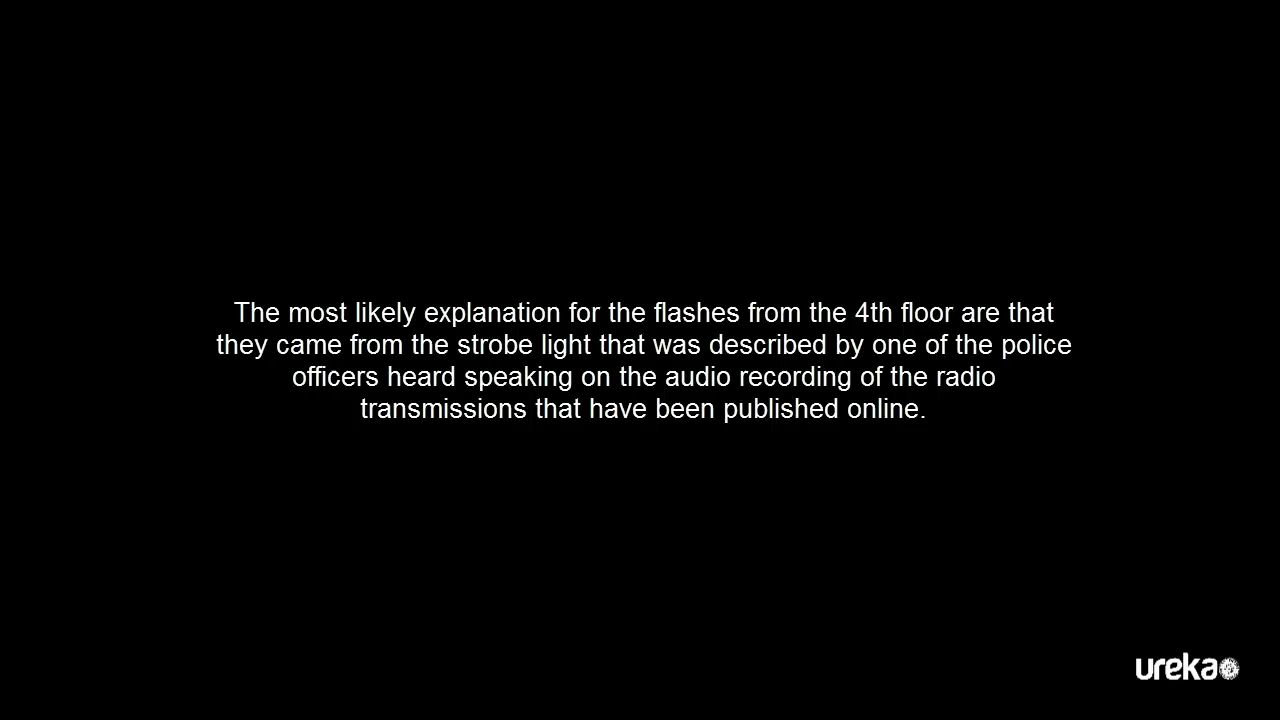 The most likely explanation for the flashes from the 4th floor are that
they came from the strobe light that was described by one of the police
officers heard speaking on the audio recording of the radio
transmissions that have been published online.
ureka